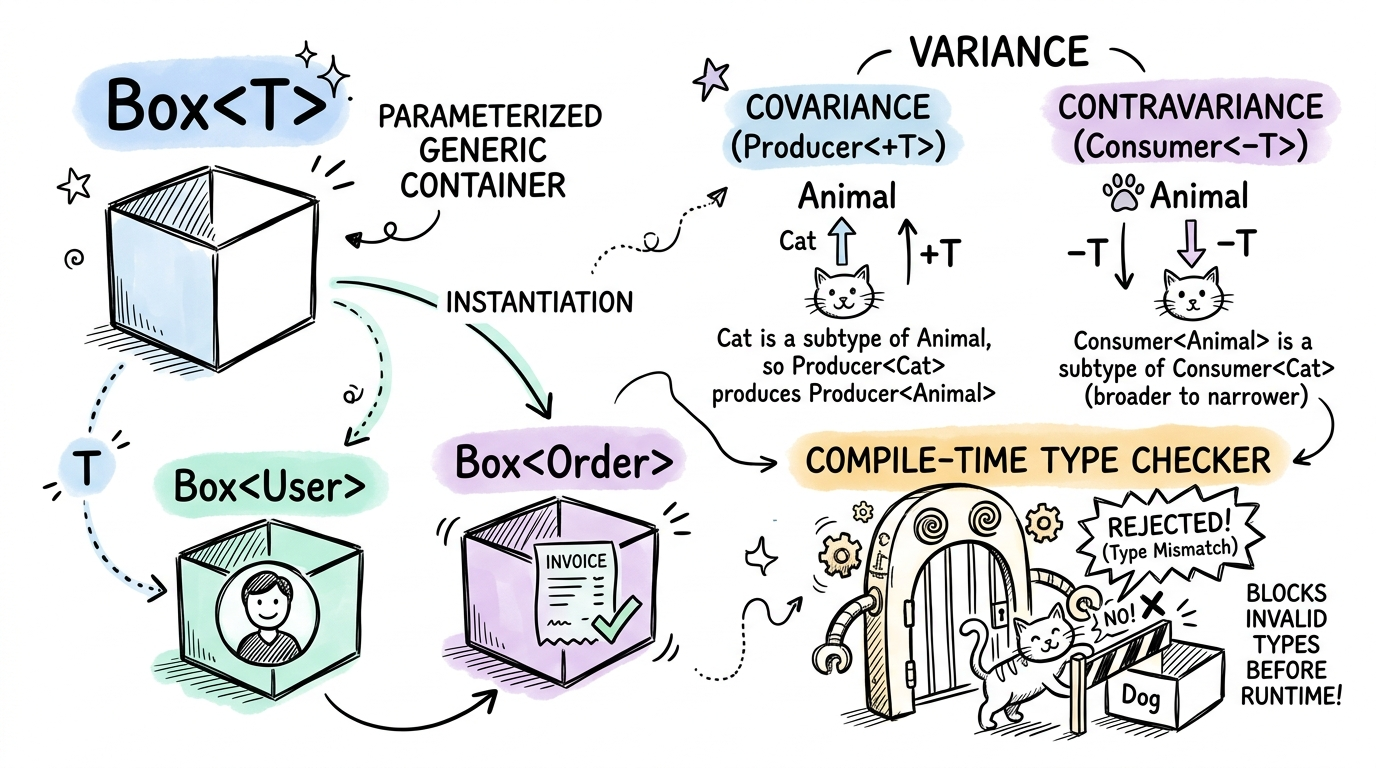 Box<T>
PARAMETERIZED
GENERIC
CONTAINER
INSTANTIATION
T
Box<User>
Box<Order>
INVOICE
VARIANCE
COVARIANCE
(Producer<+T>)
Animal
Cat
+T
Cat is a subtype of Animal,
so Producer<Cat>
produces Producer<Animal>
CONTRAVARIANCE
(Consumer<−T>)
Animal
−T
−T
Consumer<Animal> is a
subtype of Consumer<Cat>
(broader to narrower)
COMPILE-TIME TYPE CHECKER
REJECTED!
(Type Mismatch)
NO!
Dog
BLOCKS
INVALID
TYPES
BEFORE
RUNTIME!